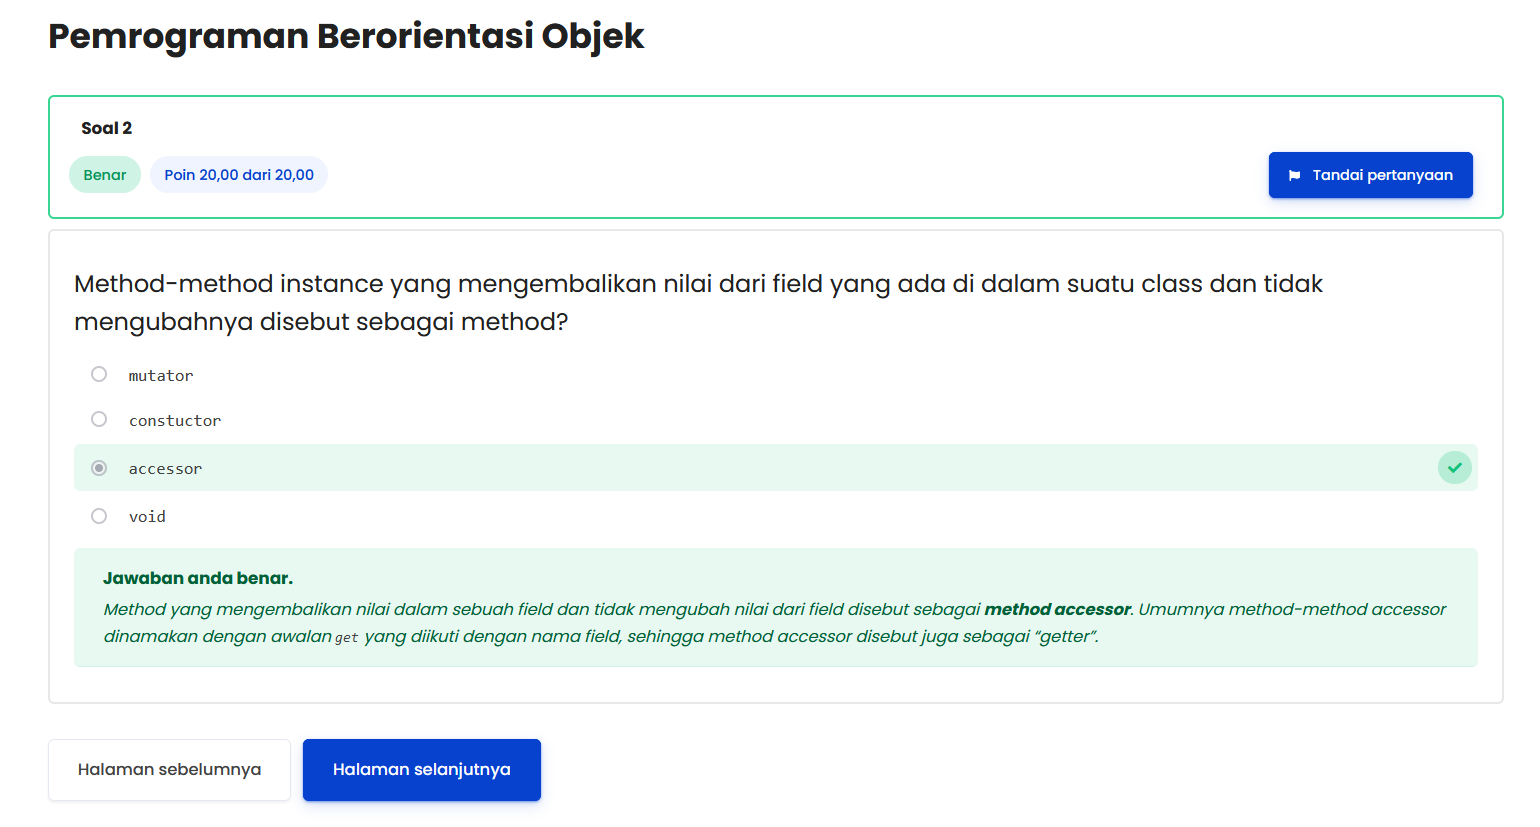 Pemrograman Berorientasi Objek
Soal 2
Benar
Poin 20,00 dari 20,00
Tandai pertanyaan
Method-method instance yang mengembalikan nilai dari field yang ada di dalam suatu class dan tidak
mengubahnya disebut sebagai method?
mutator
constuctor
accessor
void
Jawaban anda benar.
Method yang mengembalikan nilai dalam sebuah field dan tidak mengubah nilai dari field disebut sebagai method accessor. Umumnya method-method accessor
dinamakan dengan awalan get yang diikuti dengan nama field, sehingga method accessor disebut juga sebagai “getter”.
Halaman sebelumnya
Halaman selanjutnya